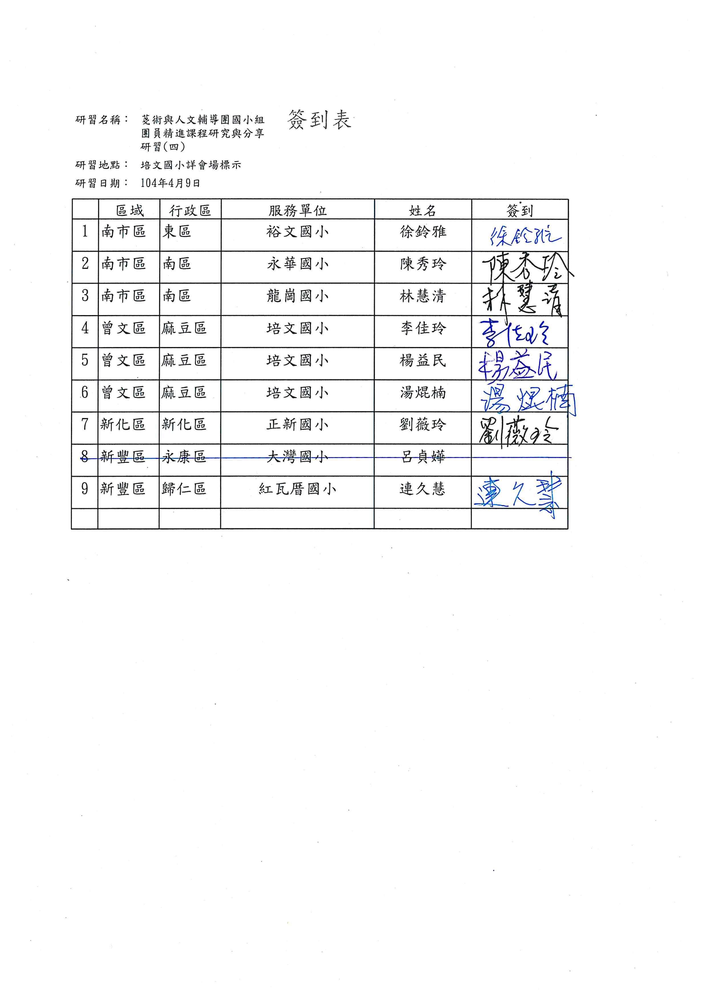 簽到表
研習名稱： 藝術與人文輔導團國小組
團員精進課程研究與分享
研習(四)
研習地點： 培文國小詳會場標示
研習日期： 104年4月9日
區域 行政區 服務單位 姓名 簽到
1 南市區 東區 裕文國小 徐鈴雅 徐鈴雅
2 南市區 南區 永華國小 陳秀玲 陳秀玲
3 南市區 南區 龍崗國小 林慧清 林慧清
4 曾文區 麻豆區 培文國小 李佳玲 李佳玲
5 曾文區 麻豆區 培文國小 楊益民 楊益民
6 曾文區 麻豆區 培文國小 湯焜楠 湯焜楠
7 新化區 新化區 正新國小 劉薇玲 劉薇玲
8 新豐區 永康區 大灣國小 呂貞嬅
9 新豐區 歸仁區 紅瓦厝國小 連久慧 連久慧